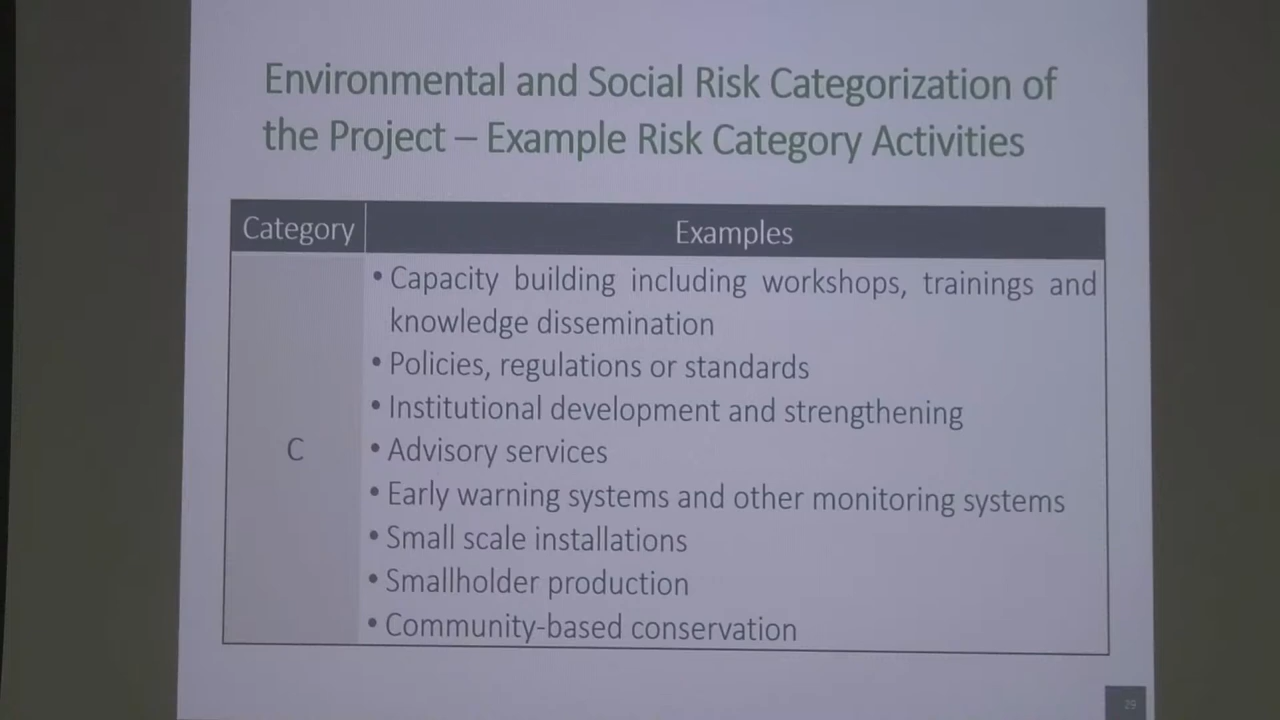 Environmental and Social Risk Categorization of
the Project – Example Risk Category Activities
Category Examples
• Capacity building including workshops, trainings and
knowledge dissemination
• Policies, regulations or standards
• Institutional development and strengthening
C
• Advisory services
• Early warning systems and other monitoring systems
• Small scale installations
• Smallholder production
• Community-based conservation
29